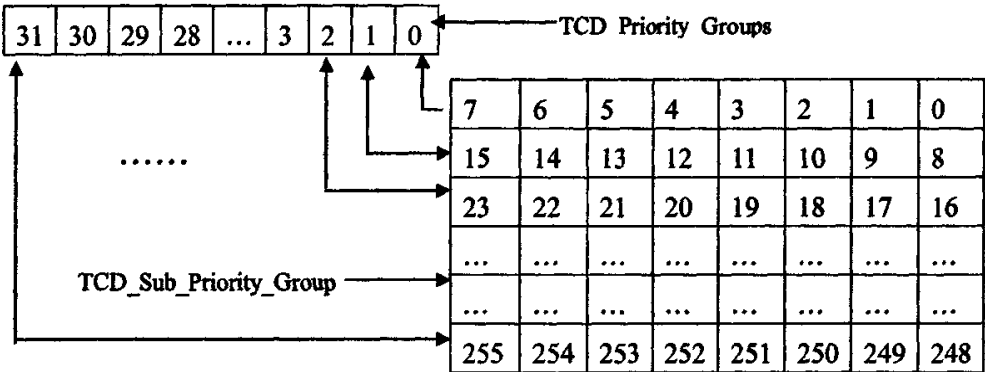 31 30 29 28 ... 3 2 1 0
TCD Priority Groups
7 6 5 4 3 2 1 0
15 14 13 12 11 10 9 8
......
23 22 21 20 19 18 17 16
... ... ... ... ... ... ... ...
TCD_Sub_Priority_Group
... ... ... ... ... ... ... ...
255 254 253 252 251 250 249 248